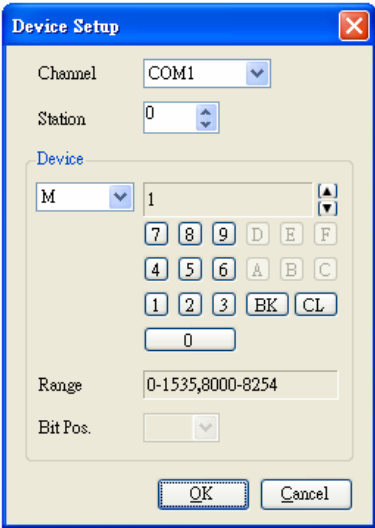 Device Setup
Channel COM1
Station 0
Device
M 1
7 8 9 D E F
4 5 6 A B C
1 2 3 BK CL
0
Range 0-1535,8000-8254
Bit Pos.
OK Cancel